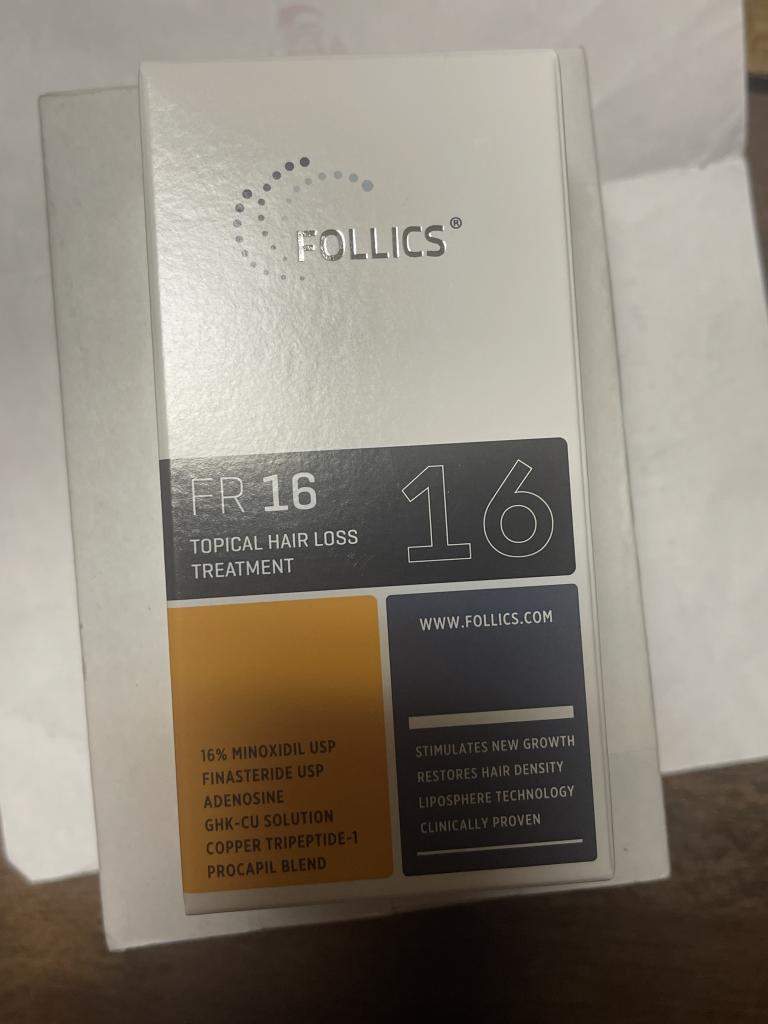 FOLLICS®
FR 16
16
TOPICAL HAIR LOSS
TREATMENT
16% MINOXIDIL USP
FINASTERIDE USP
ADENOSINE
GHK-CU SOLUTION
COPPER TRIPEPTIDE-1
PROCAPIL BLEND
WWW.FOLLICS.COM
STIMULATES NEW GROWTH
RESTORES HAIR DENSITY
LIPOSPHERE TECHNOLOGY
CLINICALLY PROVEN